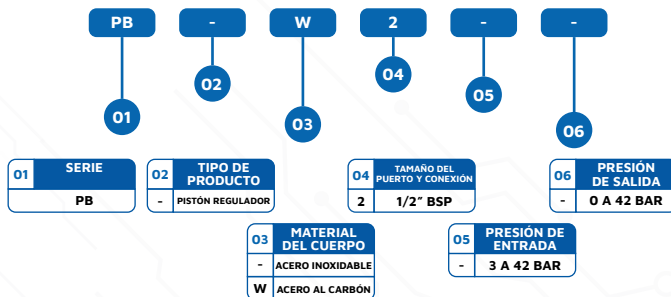 PB - W 2 - -
01
02
03
04
05
06
01 SERIE
PB
02 TIPO DE
PRODUCTO
- PISTÓN REGULADOR
03 MATERIAL
DEL CUERPO
- ACERO INOXIDABLE
W ACERO AL CARBÓN
04 TAMAÑO DEL
PUERTO Y CONEXIÓN
2 1/2” BSP
05 PRESIÓN DE
ENTRADA
- 3 A 42 BAR
06 PRESIÓN
DE SALIDA
- 0 A 42 BAR